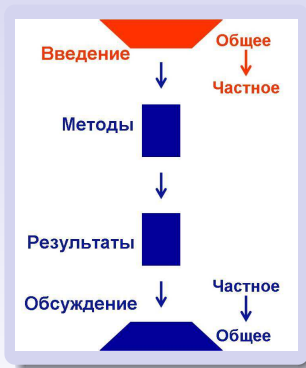 Общее
Введение
Частное
Методы
Результаты
Частное
Обсуждение
Общее